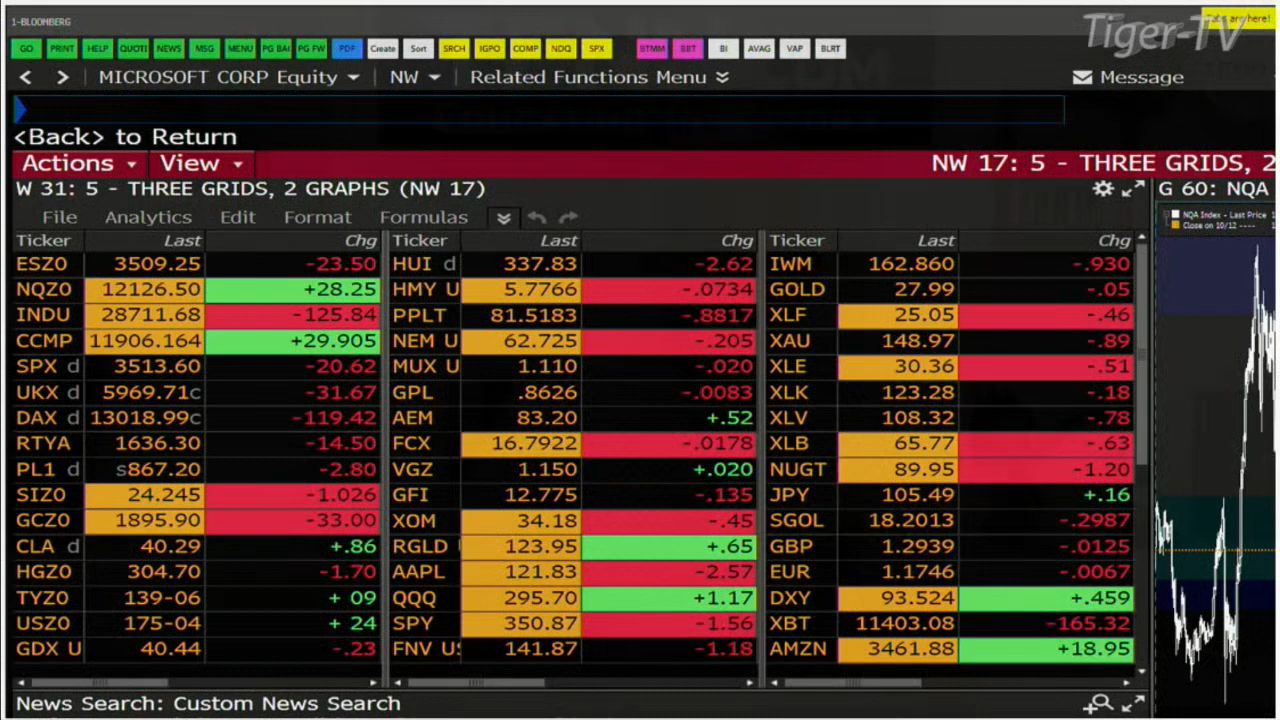 1-BLOOMBERG
Tiger-TV
GO PRINT HELP QUOTI NEWS MSG MENU PG BAC PG FW PDF Create Sort SRCH IGPO COMP NDQ SPX BTMM BBT BI AVAG VAP BLRT
< > MICROSOFT CORP Equity NW Related Functions Menu Message
<Back> to Return
Actions View NW 17: 5 - THREE GRIDS, 2
W 31: 5 - THREE GRIDS, 2 GRAPHS (NW 17) G 60: NQA
File Analytics Edit Format Formulas
NQA Index - Last Price
Close on 10/12 ----
Ticker Last Chg Ticker Last Chg Ticker Last Chg
ESZ0 3509.25 -23.50 HUI d 337.83 -2.62 IWM 162.860 -.930
NQZ0 12126.50 +28.25 HMY U 5.7766 -.0734 GOLD 27.99 -.05
INDU 28711.68 -125.84 PPLT 81.5183 -.8817 XLF 25.05 -.46
CCMP 11906.164 +29.905 NEM U 62.725 -.205 XAU 148.97 -.89
SPX d 3513.60 -20.62 MUX U 1.110 -.020 XLE 30.36 -.51
UKX d 5969.71c -31.67 GPL .8626 -.0083 XLK 123.28 -.18
DAX d 13018.99c -119.42 AEM 83.20 +.52 XLV 108.32 -.78
RTYA 1636.30 -14.50 FCX 16.7922 -.0178 XLB 65.77 -.63
PL1 d s867.20 -2.80 VGZ 1.150 +.020 NUGT 89.95 -1.20
SIZ0 24.245 -1.026 GFI 12.775 -.135 JPY 105.49 +.16
GCZ0 1895.90 -33.00 XOM 34.18 -.45 SGOL 18.2013 -.2987
CLA d 40.29 +.86 RGLD 123.95 +.65 GBP 1.2939 -.0125
HGZ0 304.70 -1.70 AAPL 121.83 -2.57 EUR 1.1746 -.0067
TYZ0 139-06 + 09 QQQ 295.70 +1.17 DXY 93.524 +.459
USZ0 175-04 + 24 SPY 350.87 -1.56 XBT 11403.08 -165.32
GDX U 40.44 -.23 FNV US 141.87 -1.18 AMZN 3461.88 +18.95
News Search: Custom News Search